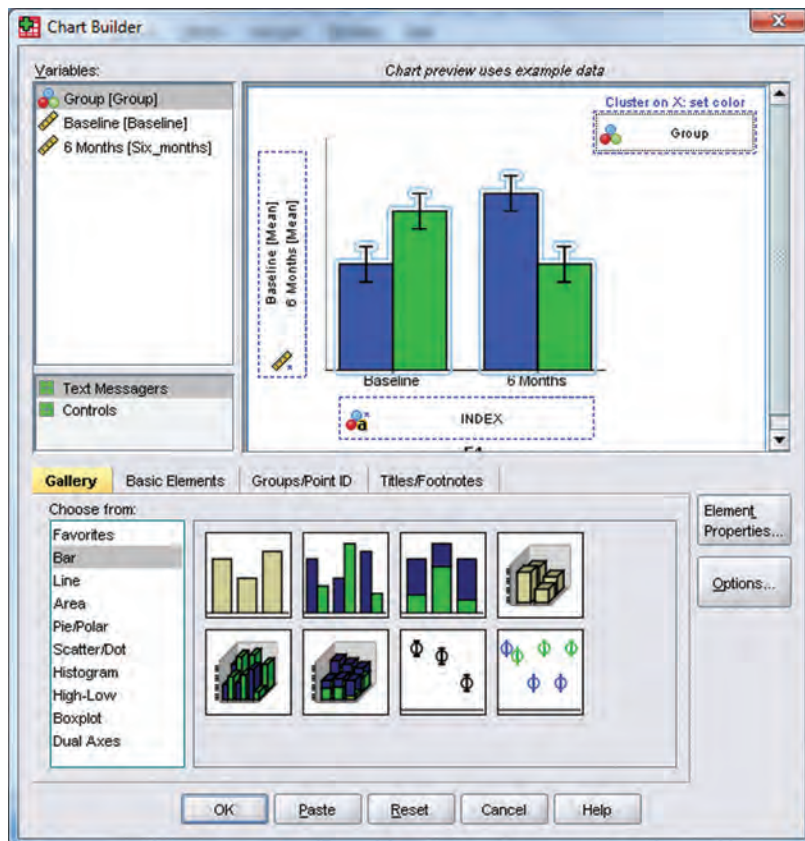 Chart Builder
Variables:
Group [Group]
Baseline [Baseline]
6 Months [Six_months]
Text Messagers
Controls
Chart preview uses example data
Cluster on X: set color
Group
Baseline [Mean]
6 Months [Mean]
Baseline
6 Months
a
INDEX
Gallery
Basic Elements
Groups/Point ID
Titles/Footnotes
Choose from:
Favorites
Bar
Line
Area
Pie/Polar
Scatter/Dot
Histogram
High-Low
Boxplot
Dual Axes
Element
Properties...
Options...
OK
Paste
Reset
Cancel
Help